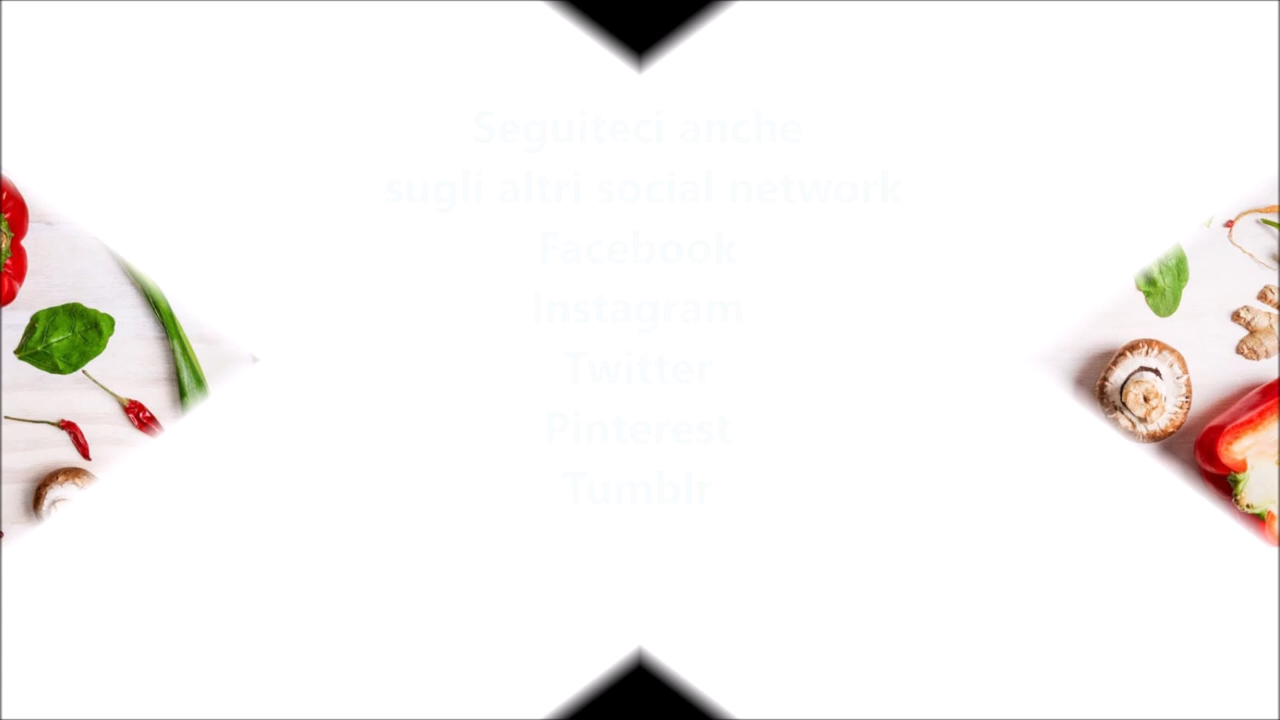 Seguiteci anche
sugli altri social network
Facebook
Instagram
Twitter
Pinterest
Tumblr